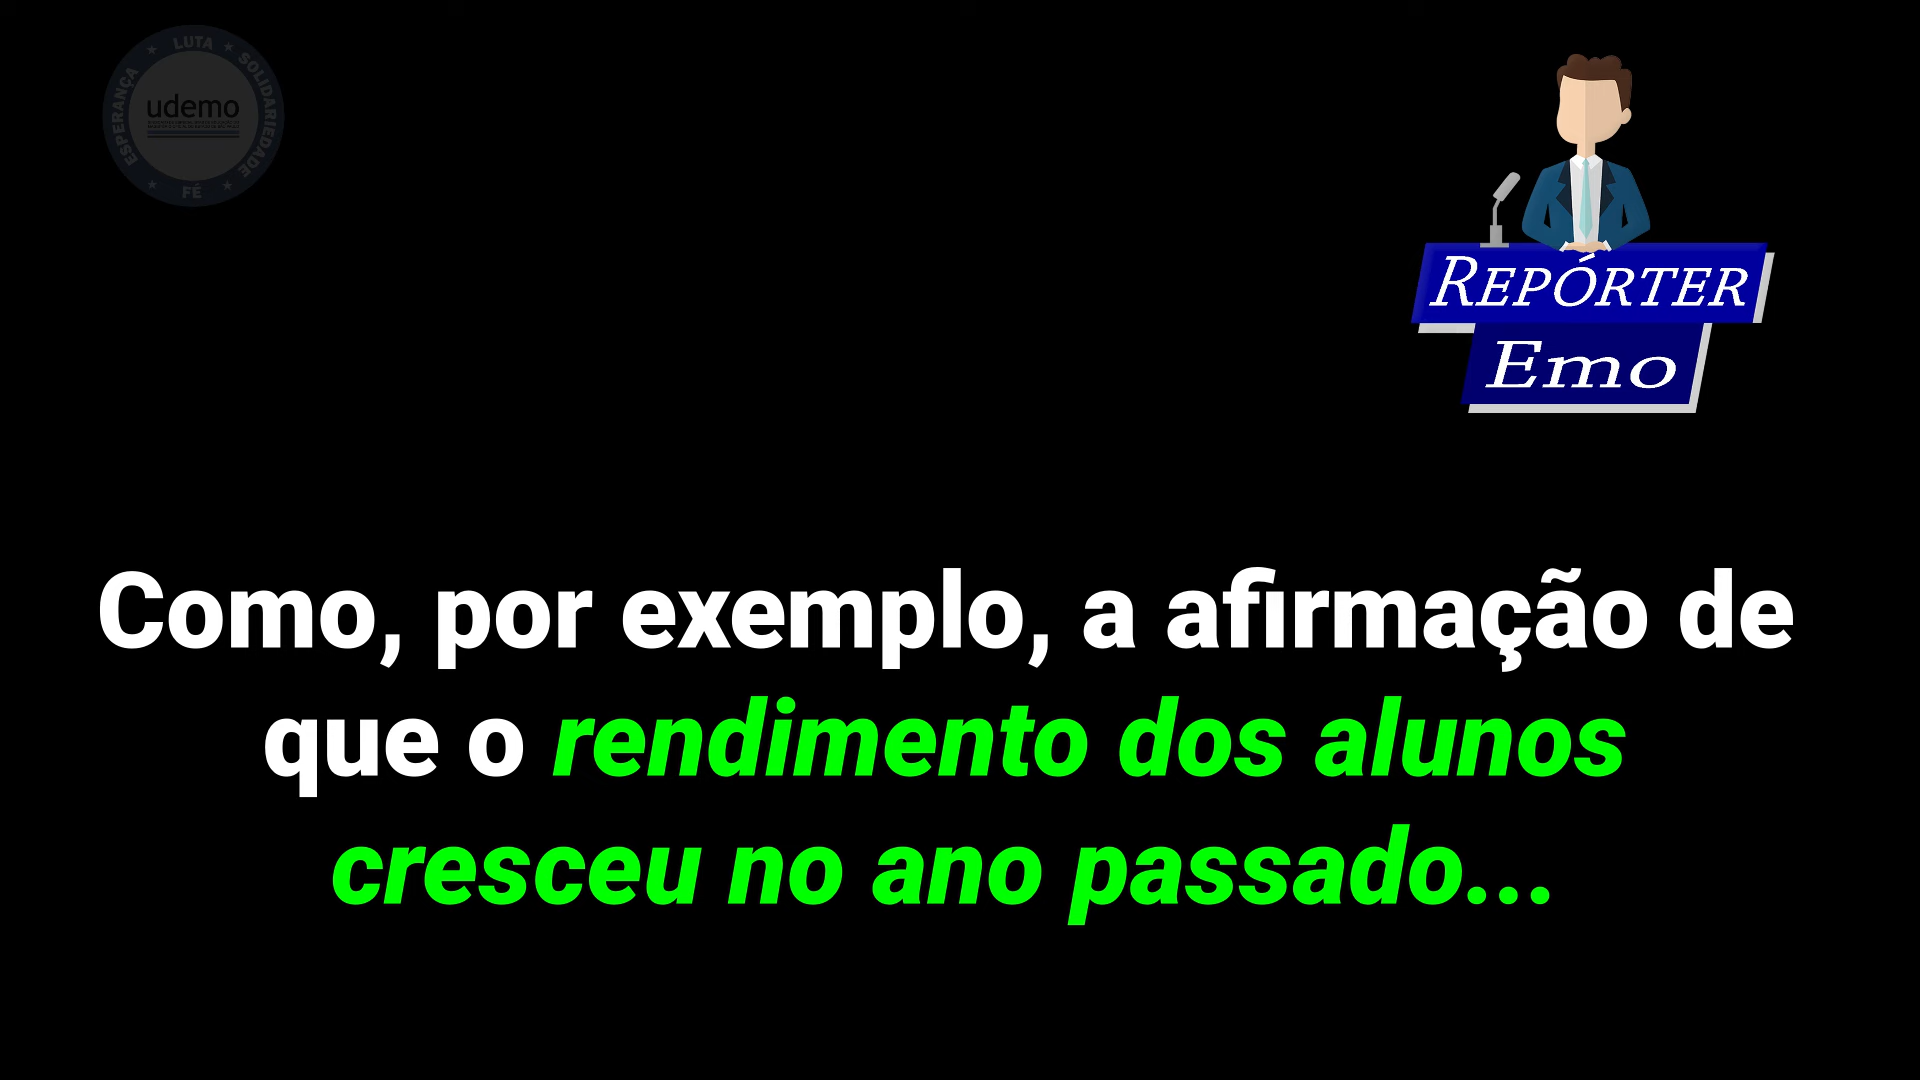 LUTA
SOLIDARIEDADE
ESPERANÇA
FÉ
udemo
REPÓRTER
Emo
Como, por exemplo, a afirmação de
que o rendimento dos alunos
cresceu no ano passado...